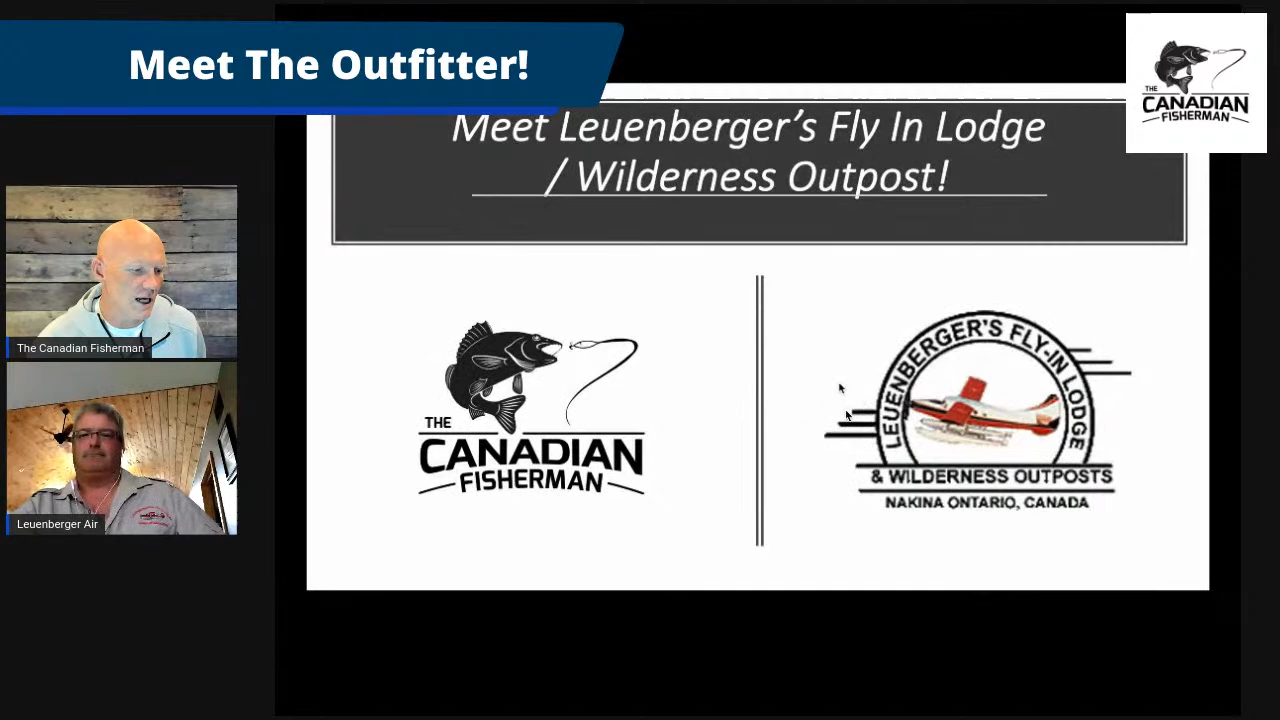 Meet The Outfitter!
THE
CANADIAN
FISHERMAN
Meet Leuenberger's Fly In Lodge
/ Wilderness Outpost!
The Canadian Fisherman
Leuenberger Air
THE
CANADIAN
FISHERMAN
LEUENBERGER'S FLY-IN LODGE
& WILDERNESS OUTPOSTS
NAKINA ONTARIO, CANADA